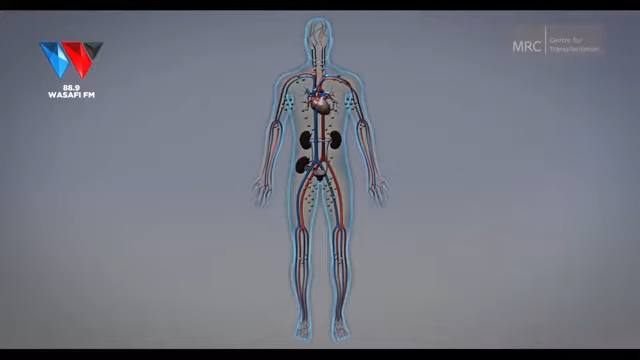 88.9
WASAFI FM
MRC
Centre for
Transplantation